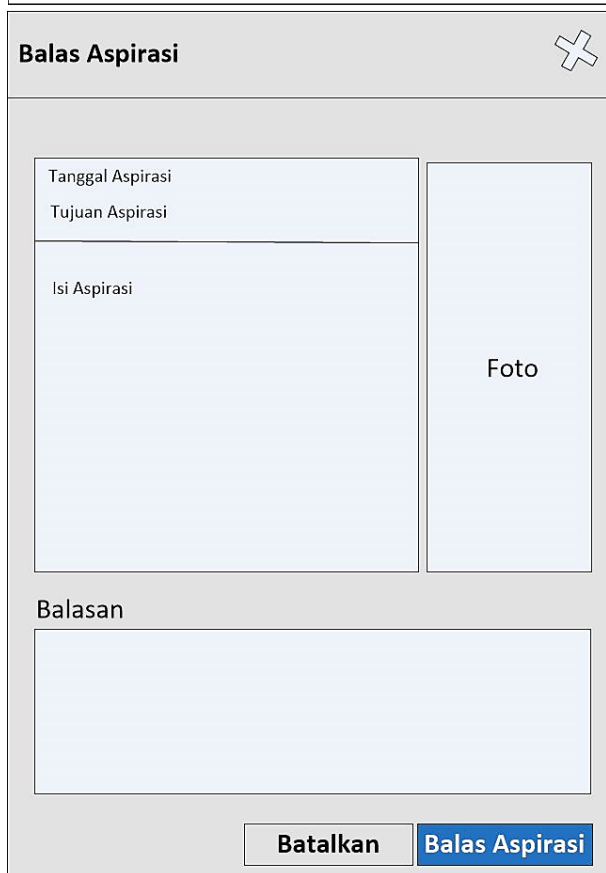 Balas Aspirasi
Tanggal Aspirasi
Tujuan Aspirasi
Isi Aspirasi
Foto
Balasan
Batalkan
Balas Aspirasi